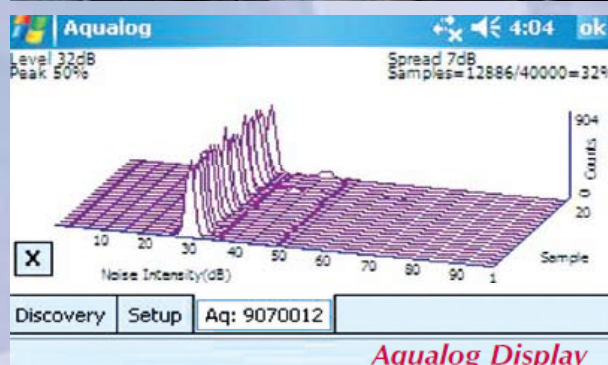 Aqualog 4:04 ok
Level 32dB Spread 7dB
Peak 50% Samples=12886/40000=32%
904
Counts
0
20
Sample
10 20 30 40 50 60 70 80 90 1
Noise Intensity(dB)
X
Discovery Setup Aq: 9070012
Aqualog Display